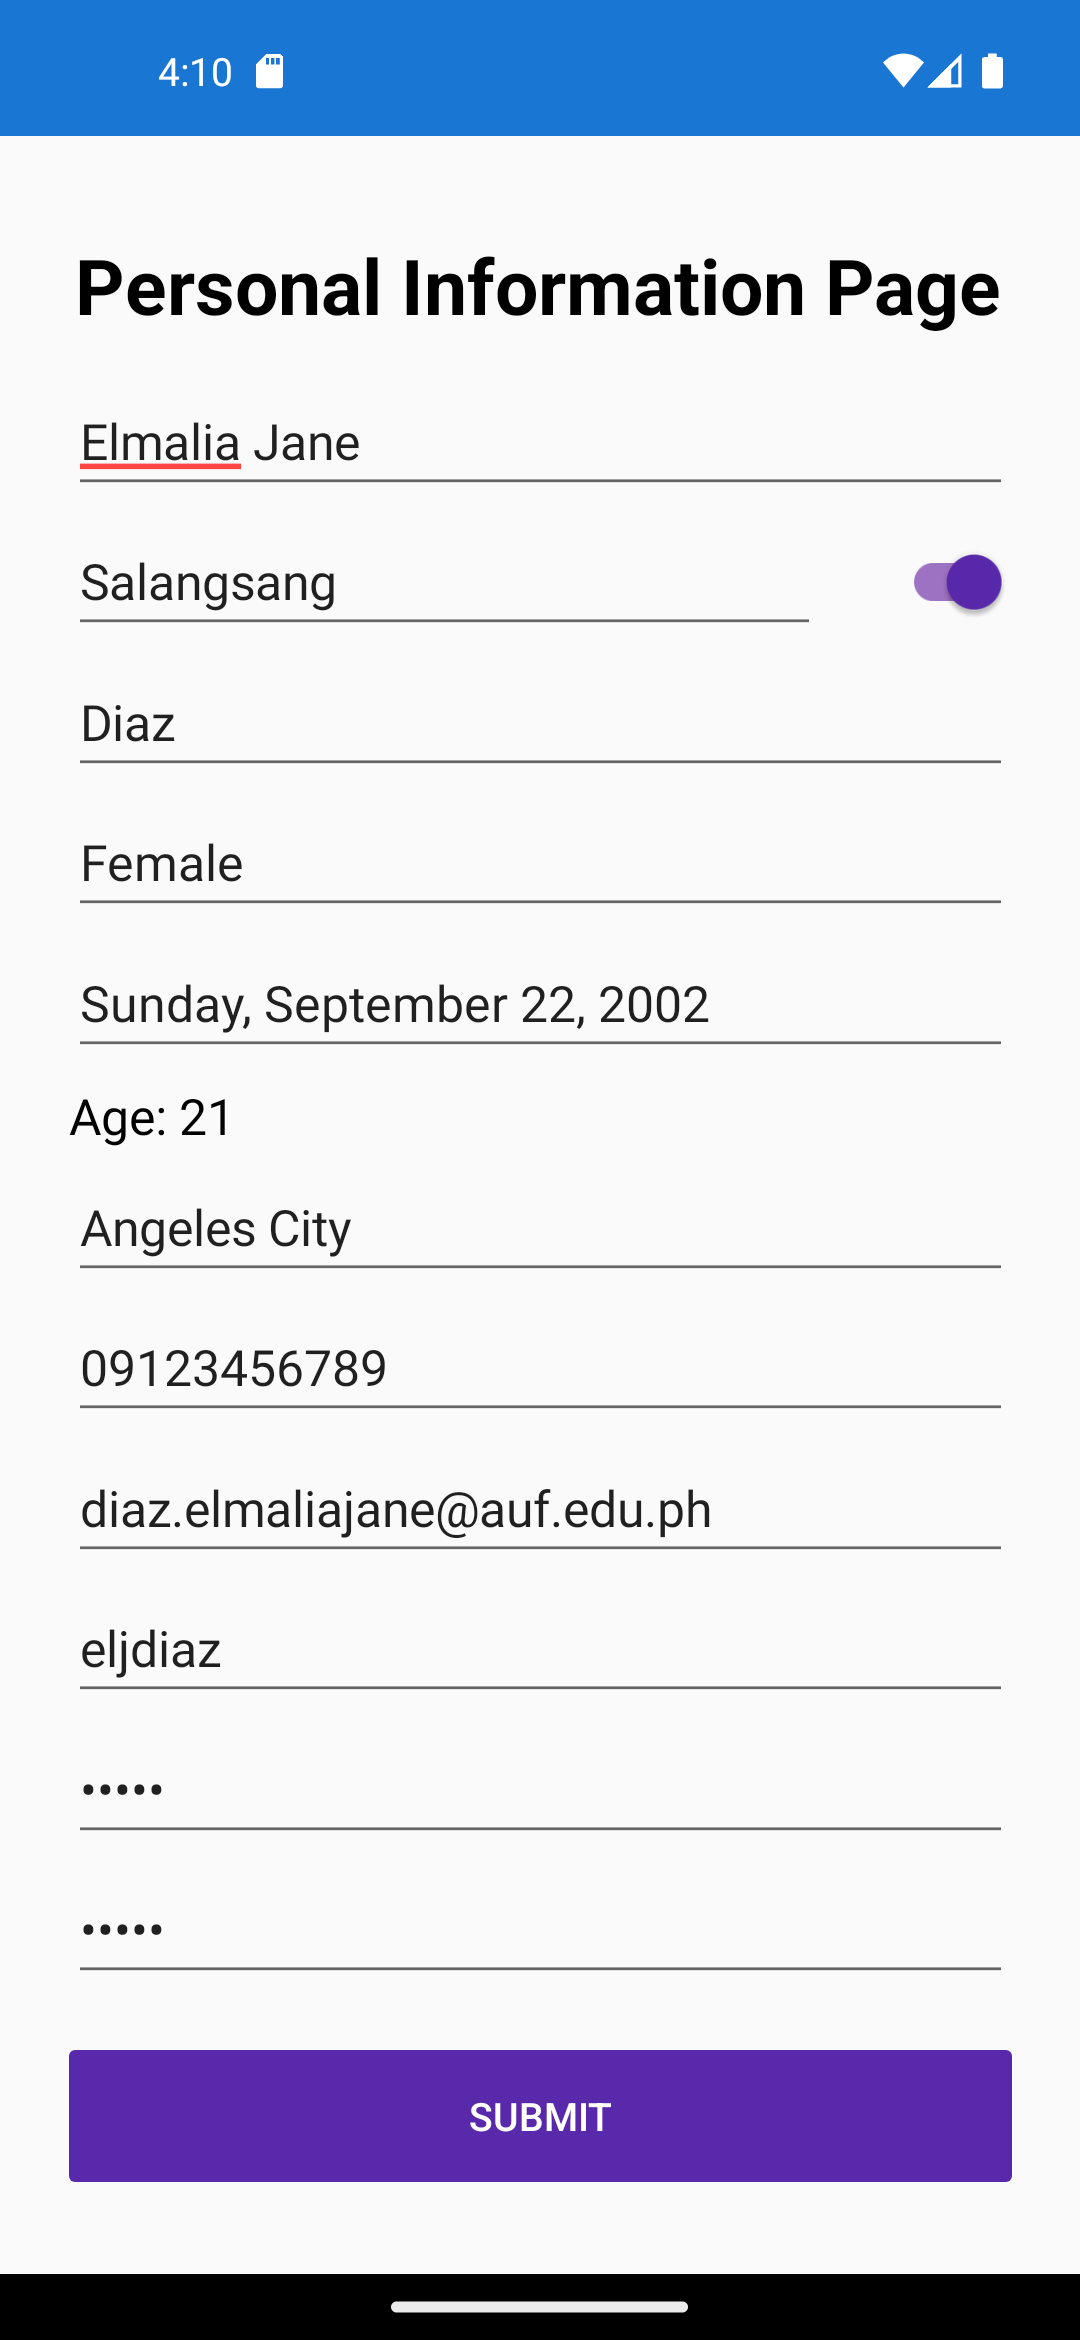 4:10
Personal Information Page
Elmalia Jane
Salangsang
Diaz
Female
Sunday, September 22, 2002
Age: 21
Angeles City
09123456789
diaz.elmaliajane@auf.edu.ph
eljdiaz
•••••
•••••
SUBMIT